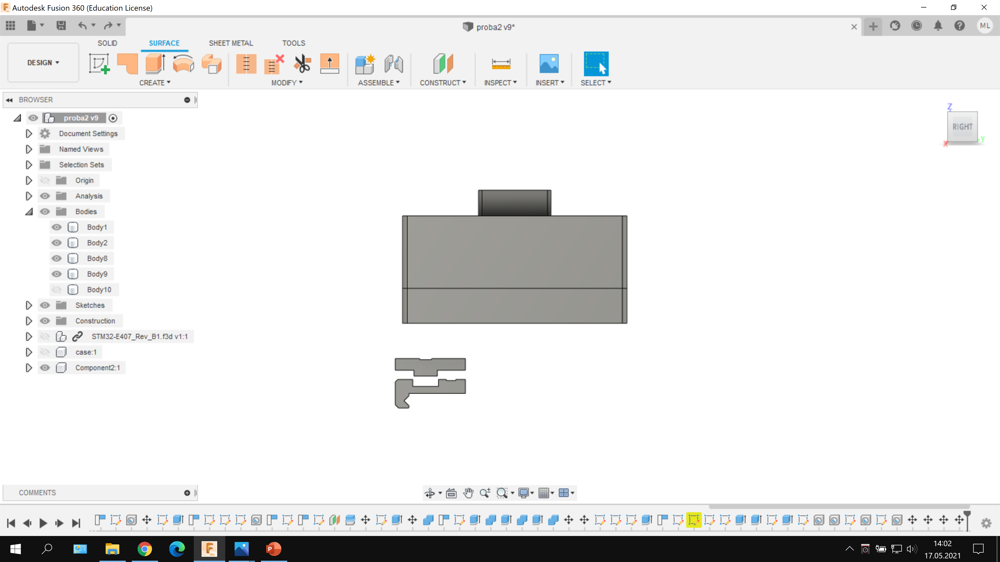 Autodesk Fusion 360 (Education License)
proba2 v9*
ML
SOLID SURFACE SHEET METAL TOOLS
DESIGN
CREATE MODIFY ASSEMBLE CONSTRUCT INSPECT INSERT SELECT
BROWSER
proba2 v9
Document Settings
Named Views
Selection Sets
Origin
Analysis
Bodies
Body1
Body2
Body8
Body9
Body10
Sketches
Construction
STM32-E407_Rev_B1.f3d v1:1
case:1
Component2:1
Z
RIGHT
X
Y
COMMENTS
F
360
P
14:02
17.05.2021